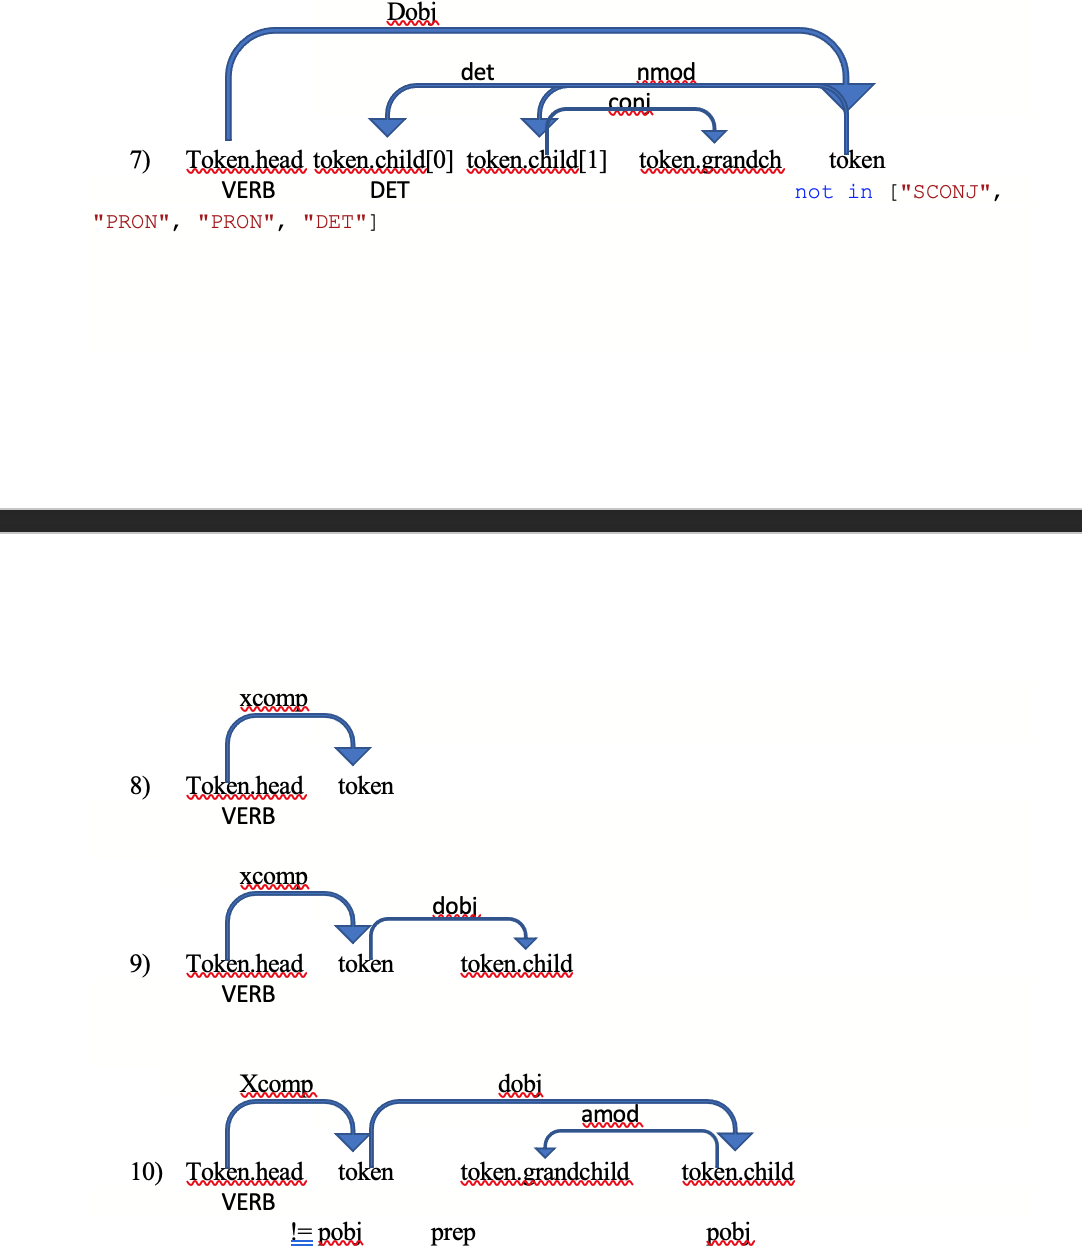 Dobj
det nmod
conj
7) Token.head token.child[0] token.child[1] token.grandch token
VERB DET not in ["SCONJ",
"PRON", "PRON", "DET"]
xcomp
8) Token.head token
VERB
xcomp
dobj
9) Token.head token token.child
VERB
Xcomp dobj
amod
10) Token.head token token.grandchild token.child
VERB
!= pobj prep pobj